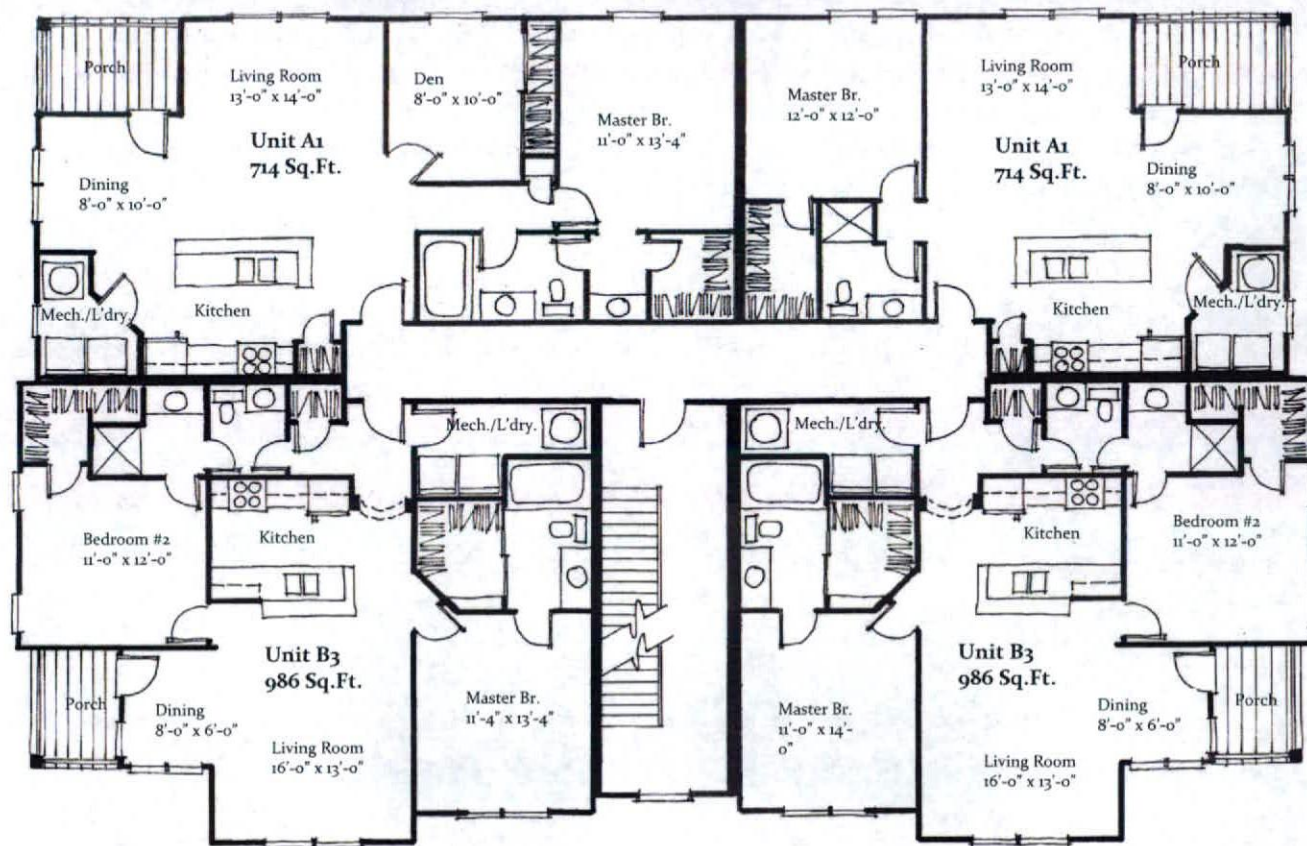 Porch
Living Room
13'-0" x 14'-0"
Unit A1
714 Sq.Ft.
Dining
8'-0" x 10'-0"
Den
8'-0" x 10'-0"
Master Br.
11'-0" x 13'-4"
Mech./L'dry.
Kitchen
Master Br.
12'-0" x 12'-0"
Living Room
13'-0" x 14'-0"
Porch
Unit A1
714 Sq.Ft.
Dining
8'-0" x 10'-0"
Kitchen
Mech./L'dry.
Mech./L'dry.
Bedroom #2
11'-0" x 12'-0"
Kitchen
Unit B3
986 Sq.Ft.
Porch
Dining
8'-0" x 6'-0"
Living Room
16'-0" x 13'-0"
Master Br.
11'-4" x 13'-4"
Mech./L'dry.
Kitchen
Bedroom #2
11'-0" x 12'-0"
Unit B3
986 Sq.Ft.
Master Br.
11'-0" x 14'-
0"
Dining
8'-0" x 6'-0"
Porch
Living Room
16'-0" x 13'-0"